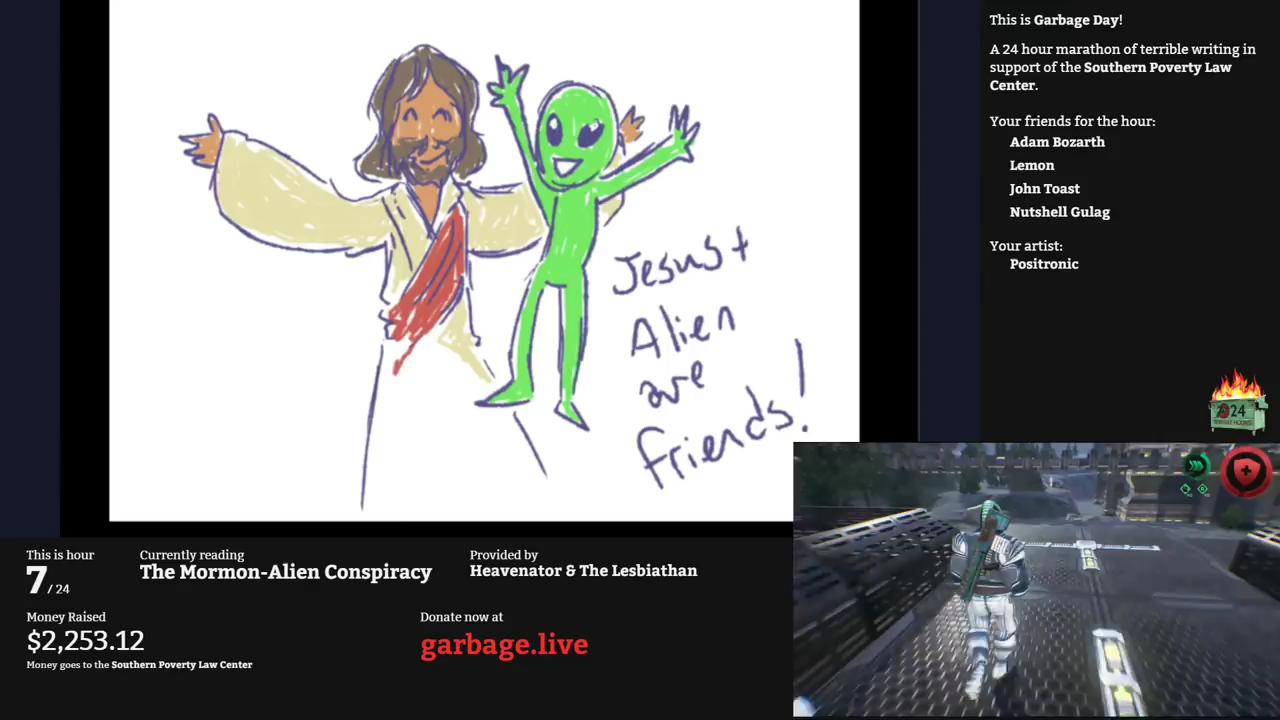 Jesus +
Alien
are
friends!
This is Garbage Day!
A 24 hour marathon of terrible writing in
support of the Southern Poverty Law
Center.
Your friends for the hour:
Adam Bozarth
Lemon
John Toast
Nutshell Gulag
Your artist:
Positronic
This is hour
7 / 24
Currently reading
The Mormon-Alien Conspiracy
Provided by
Heavenator & The Lesbiathan
Money Raised
$2,253.12
Money goes to the Southern Poverty Law Center
Donate now at
garbage.live